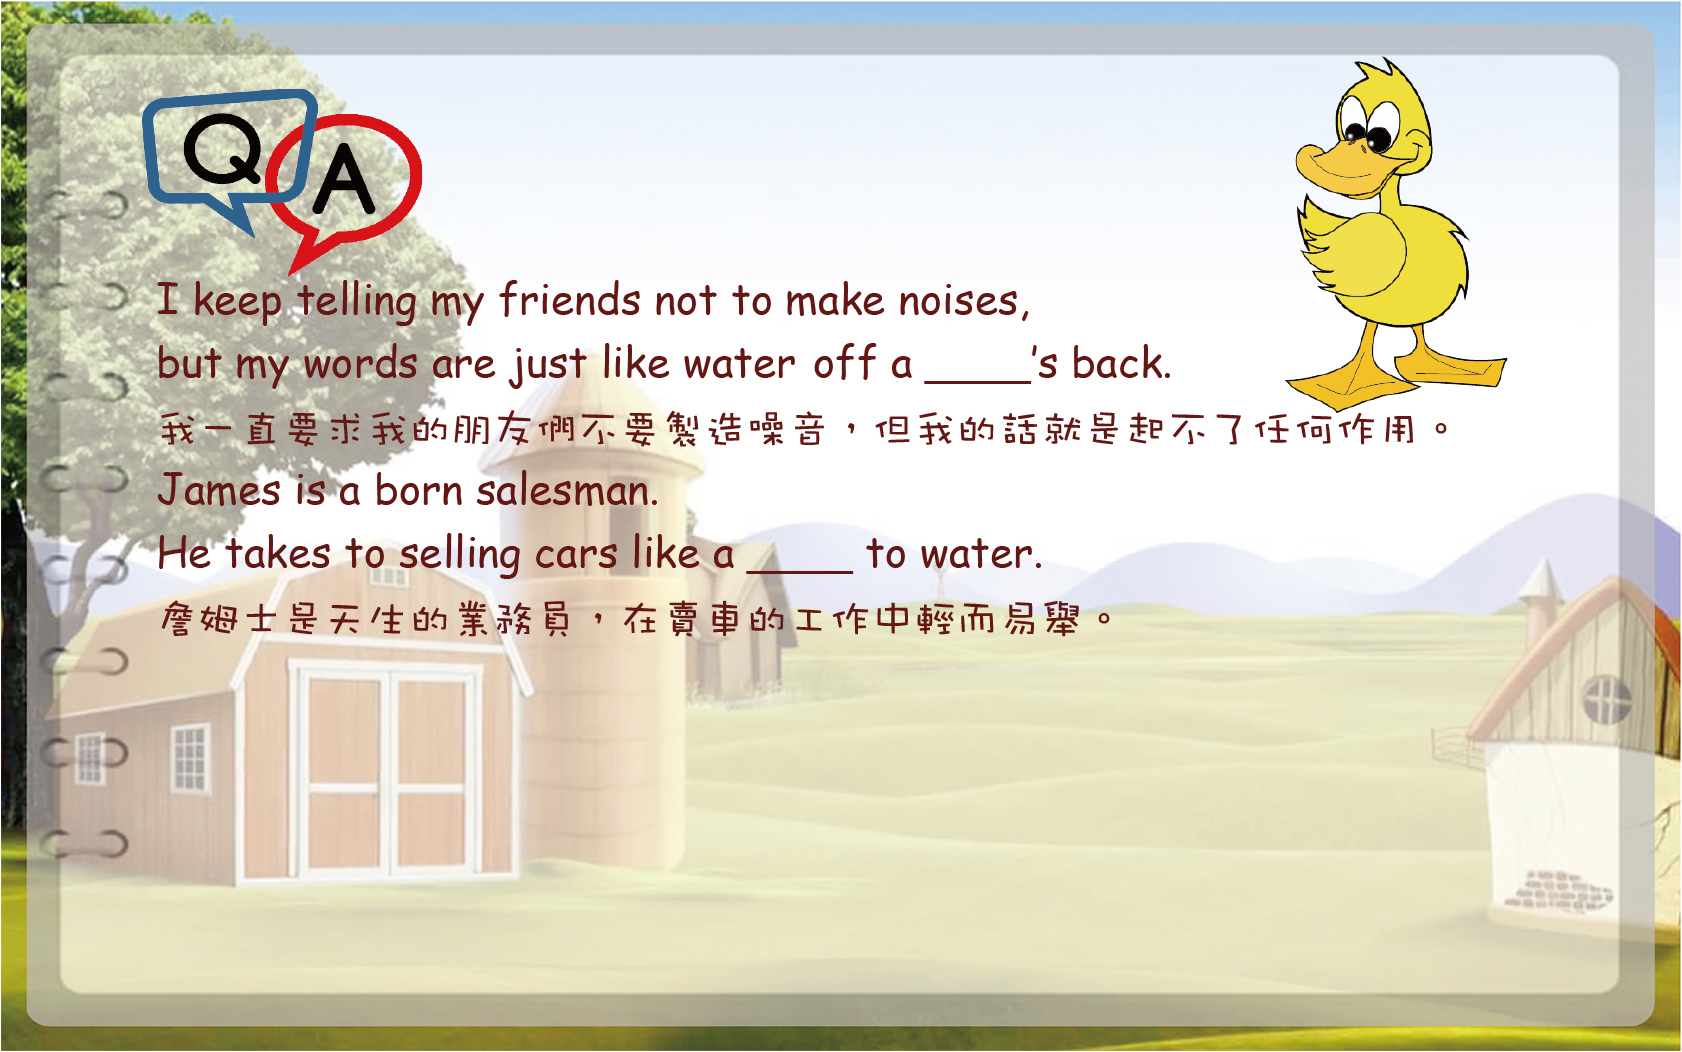 Q A
I keep telling my friends not to make noises,
but my words are just like water off a _____'s back.
我一直要求我的朋友們不要製造噪音，但我的話就是起不了任何作用。
James is a born salesman.
He takes to selling cars like a _____ to water.
詹姆士是天生的業務員，在賣車的工作中輕而易舉。